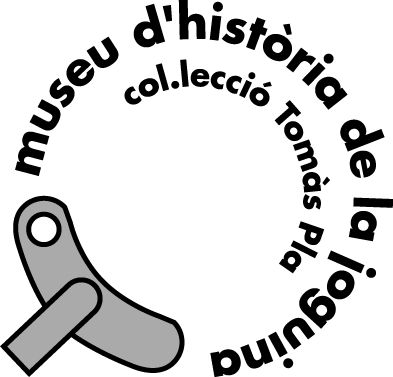 museu d'història de la joguina
col.lecció Tomàs Pla